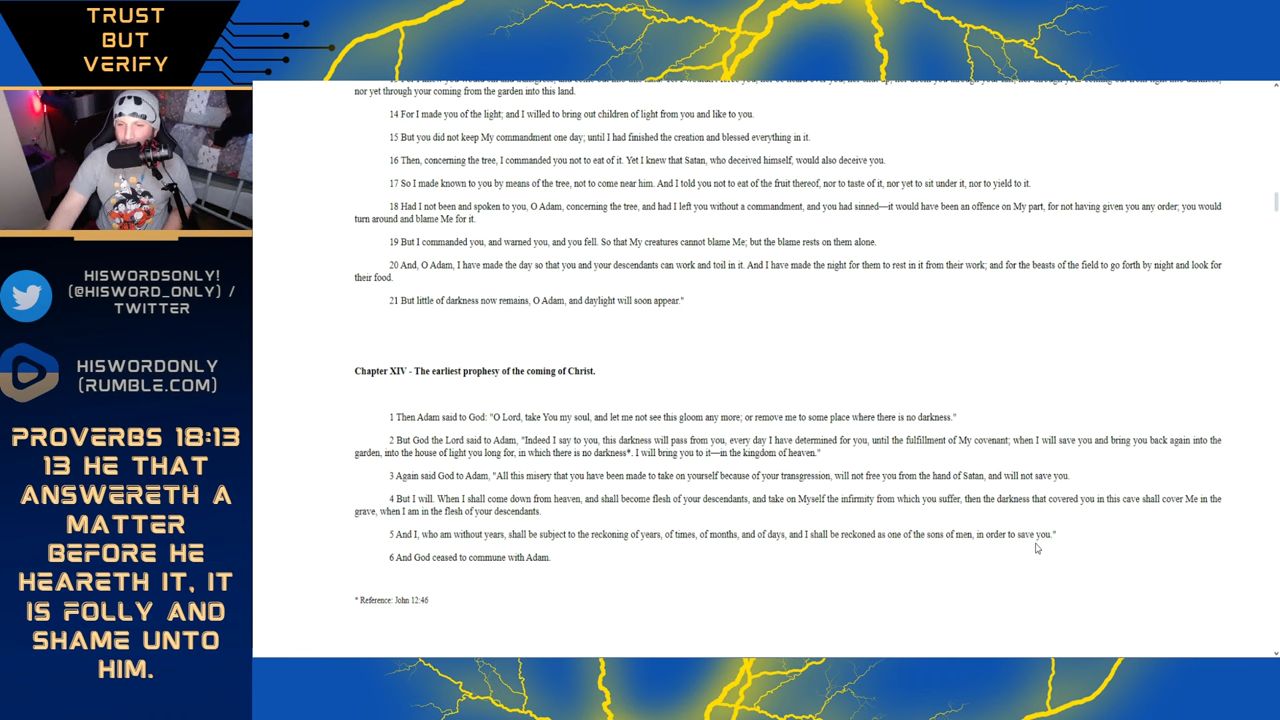 TRUST
BUT
VERIFY
HISWORDSONLY!
(@HISWORD_ONLY) /
TWITTER
HISWORDONLY
(RUMBLE.COM)
PROVERBS 18:13
13 HE THAT
ANSWERETH A
MATTER
BEFORE HE
HEARETH IT, IT
IS FOLLY AND
SHAME UNTO
HIM.
nor yet through your coming from the garden into this land.
14 For I made you of the light; and I willed to bring out children of light from you and like to you.
15 But you did not keep My commandment one day; until I had finished the creation and blessed everything in it.
16 Then, concerning the tree, I commanded you not to eat of it. Yet I knew that Satan, who deceived himself, would also deceive you.
17 So I made known to you by means of the tree, not to come near him. And I told you not to eat of the fruit thereof, nor to taste of it, nor yet to sit under it, nor to yield to it.
18 Had I not been and spoken to you, O Adam, concerning the tree, and had I left you without a commandment, and you had sinned—it would have been an offence on My part, for not having given you any order; you would
turn around and blame Me for it.
19 But I commanded you, and warned you, and you fell. So that My creatures cannot blame Me; but the blame rests on them alone.
20 And, O Adam, I have made the day so that you and your descendants can work and toil in it. And I have made the night for them to rest in it from their work; and for the beasts of the field to go forth by night and look for
their food.
21 But little of darkness now remains, O Adam, and daylight will soon appear."
Chapter XIV - The earliest prophesy of the coming of Christ.
1 Then Adam said to God: "O Lord, take You my soul, and let me not see this gloom any more; or remove me to some place where there is no darkness."
2 But God the Lord said to Adam, "Indeed I say to you, this darkness will pass from you, every day I have determined for you, until the fulfillment of My covenant; when I will save you and bring you back again into the
garden, into the house of light you long for, in which there is no darkness*. I will bring you to it—in the kingdom of heaven."
3 Again said God to Adam, "All this misery that you have been made to take on yourself because of your transgression, will not free you from the hand of Satan, and will not save you.
4 But I will. When I shall come down from heaven, and shall become flesh of your descendants, and take on Myself the infirmity from which you suffer, then the darkness that covered you in this cave shall cover Me in the
grave, when I am in the flesh of your descendants.
5 And I, who am without years, shall be subject to the reckoning of years, of times, of months, and of days, and I shall be reckoned as one of the sons of men, in order to save you."
6 And God ceased to commune with Adam.
* Reference: John 12:46